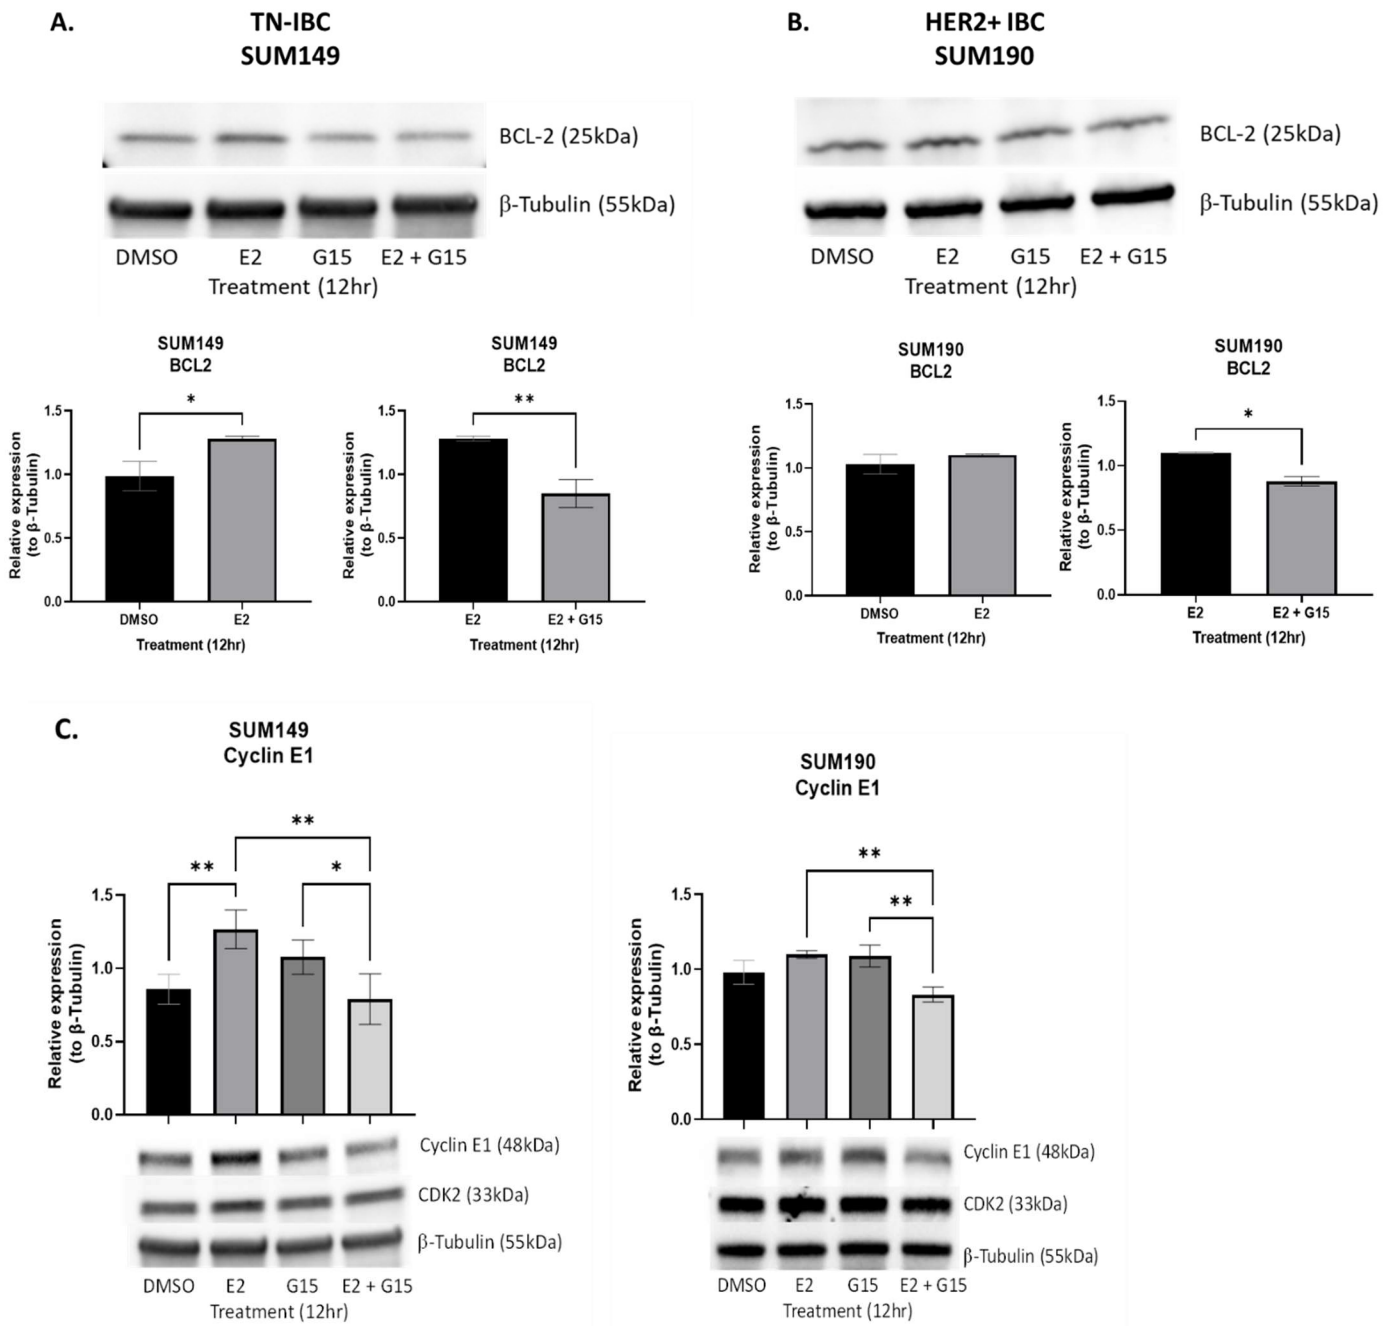 A.
TN-IBC
SUM149
BCL-2 (25kDa)
β-Tubulin (55kDa)
DMSO E2 G15 E2 + G15
Treatment (12hr)
SUM149
BCL2
*
Relative expression
(to β-Tubulin)
1.5
1.0
0.5
0.0
DMSO E2
Treatment (12hr)
SUM149
BCL2
**
Relative expression
(to β-Tubulin)
1.5
1.0
0.5
0.0
E2 E2 + G15
Treatment (12hr)
B.
HER2+ IBC
SUM190
BCL-2 (25kDa)
β-Tubulin (55kDa)
DMSO E2 G15 E2 + G15
Treatment (12hr)
SUM190
BCL2
Relative expression
(to β-Tubulin)
1.5
1.0
0.5
0.0
DMSO E2
Treatment (12hr)
SUM190
BCL2
*
Relative expression
(to β-Tubulin)
1.5
1.0
0.5
0.0
E2 E2 + G15
Treatment (12hr)
C.
SUM149
Cyclin E1
**
** *
Relative expression
(to β-Tubulin)
1.5
1.0
0.5
0.0
Cyclin E1 (48kDa)
CDK2 (33kDa)
β-Tubulin (55kDa)
DMSO E2 G15 E2 + G15
Treatment (12hr)
SUM190
Cyclin E1
**
**
Relative expression
(to β-Tubulin)
1.5
1.0
0.5
0.0
Cyclin E1 (48kDa)
CDK2 (33kDa)
β-Tubulin (55kDa)
DMSO E2 G15 E2 + G15
Treatment (12hr)